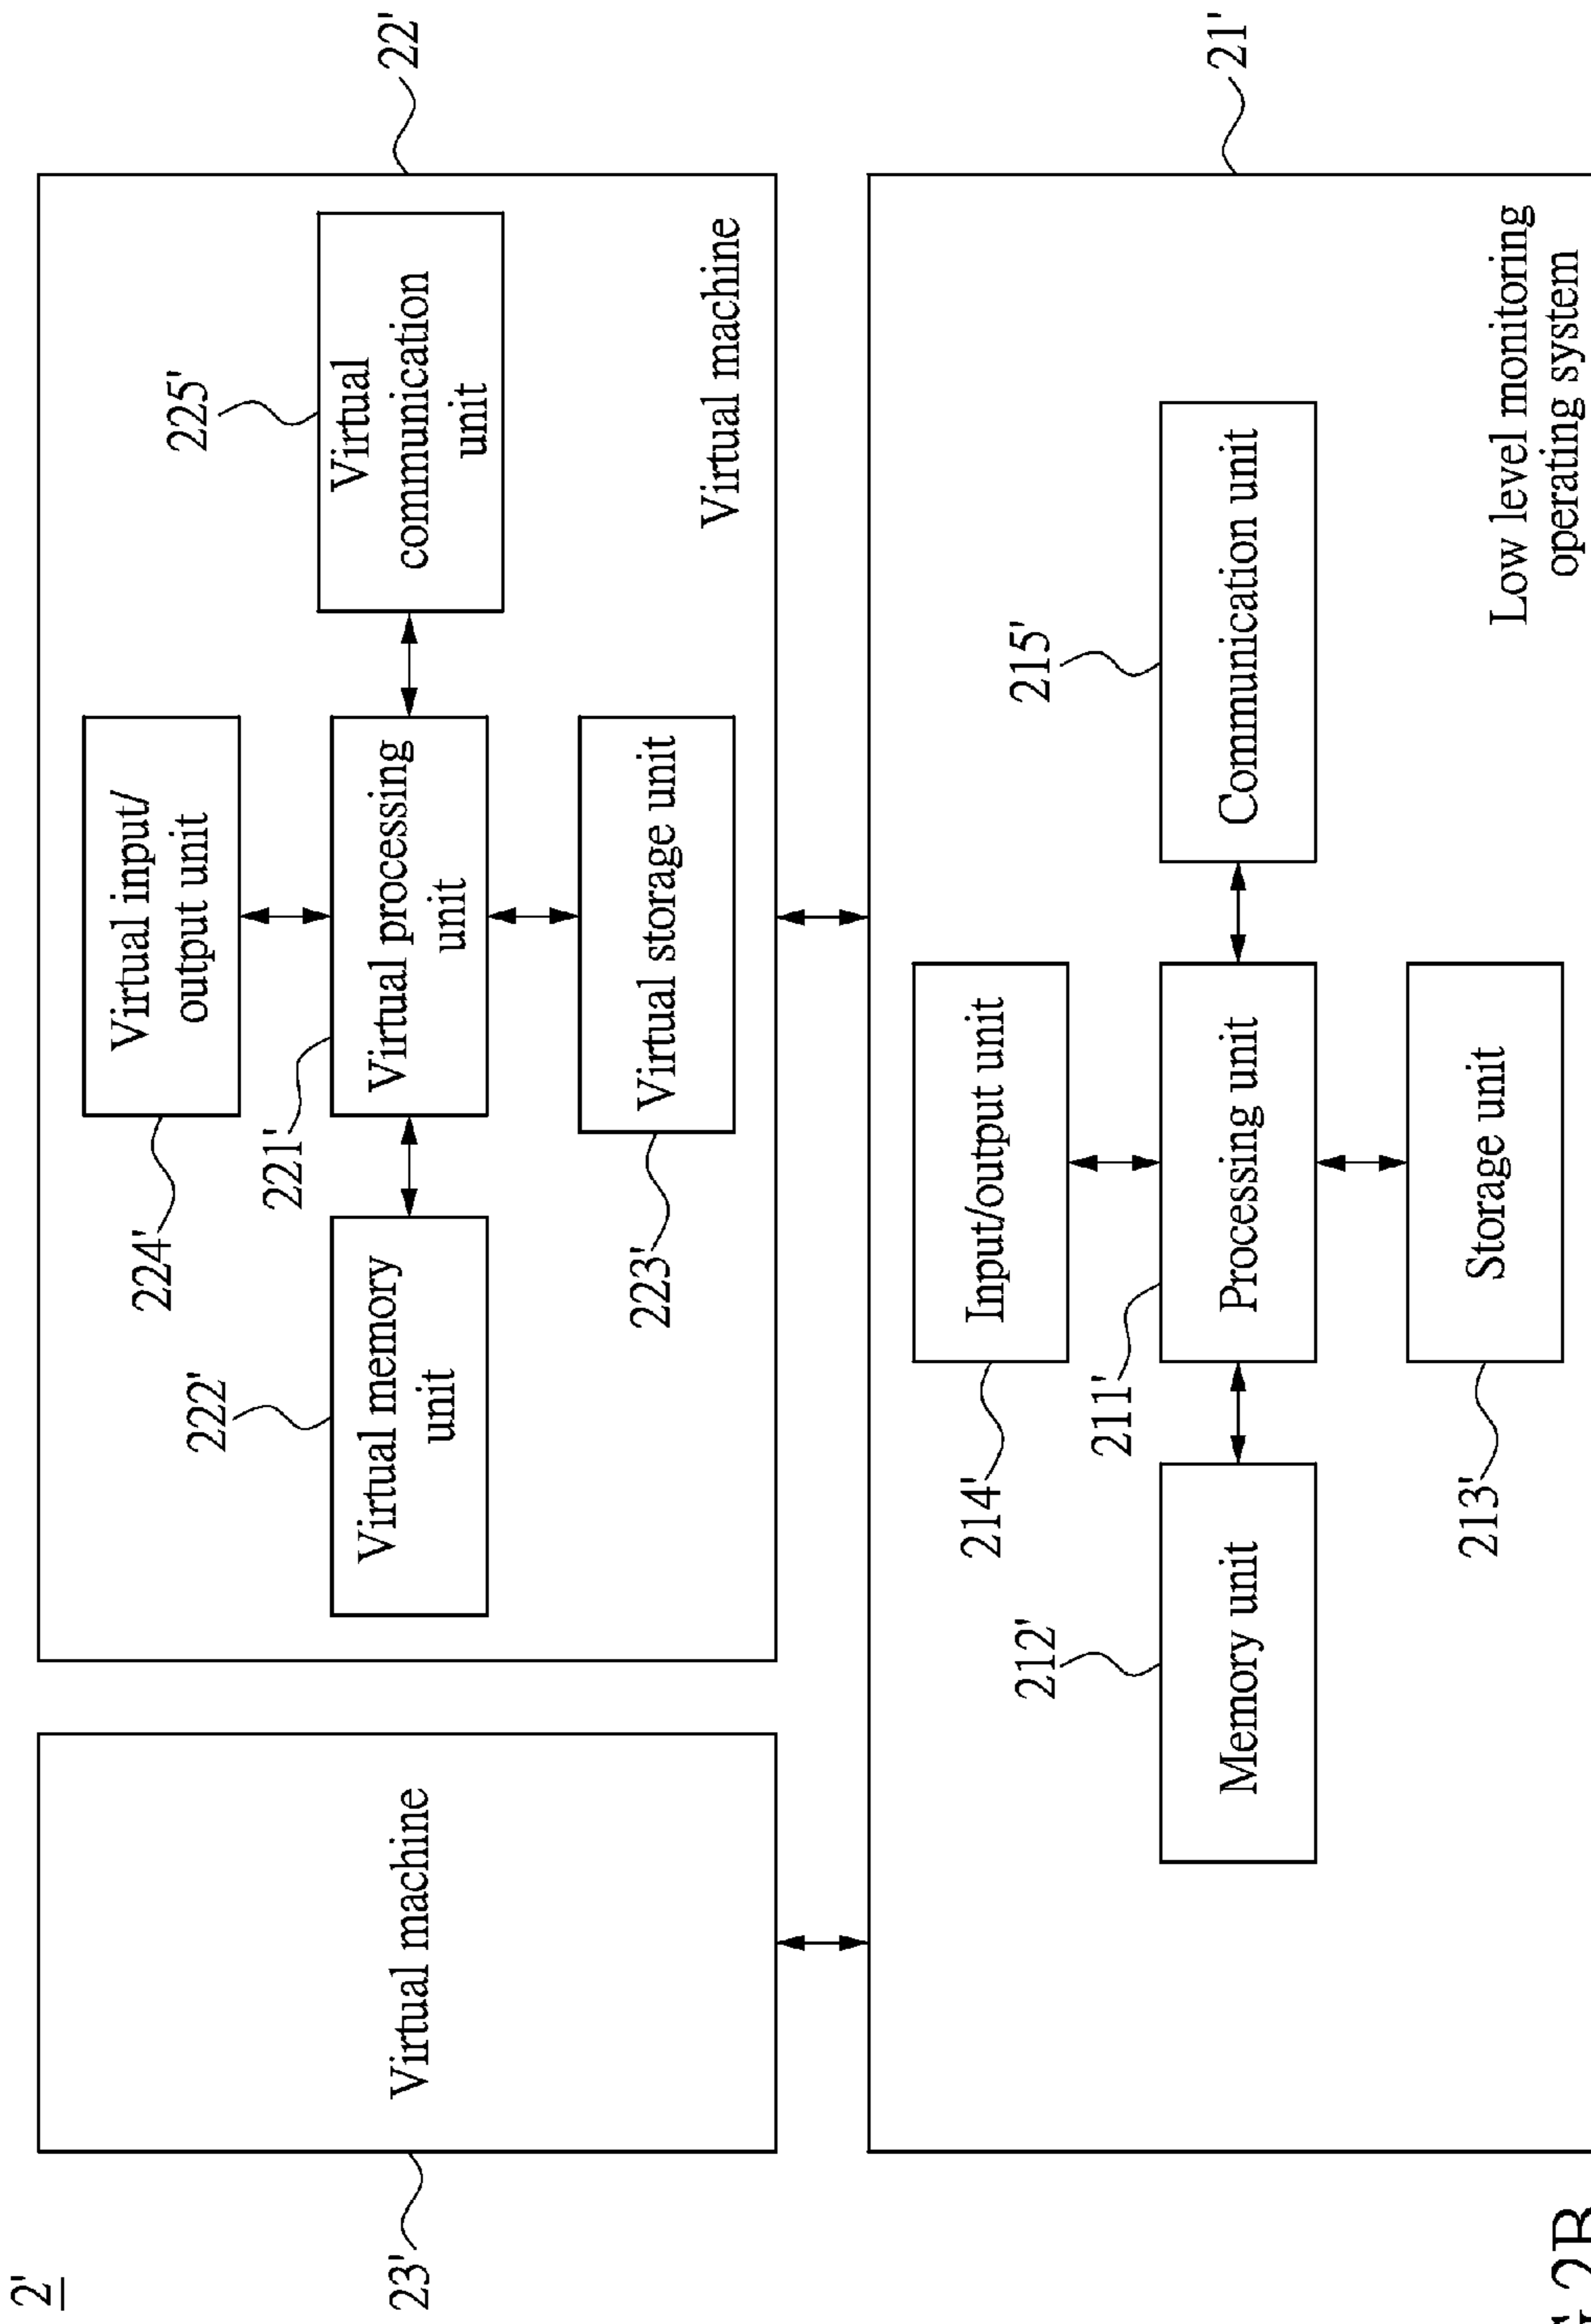 2'
23'
Virtual machine
22'
Virtual machine
224'
Virtual input/
output unit
222'
Virtual memory
unit
221'
Virtual processing
unit
225'
Virtual
communication
unit
223'
Virtual storage unit
21'
Low level monitoring
operating system
214'
Input/output unit
212'
Memory unit
211'
Processing unit
215'
Communication unit
213'
Storage unit
2B